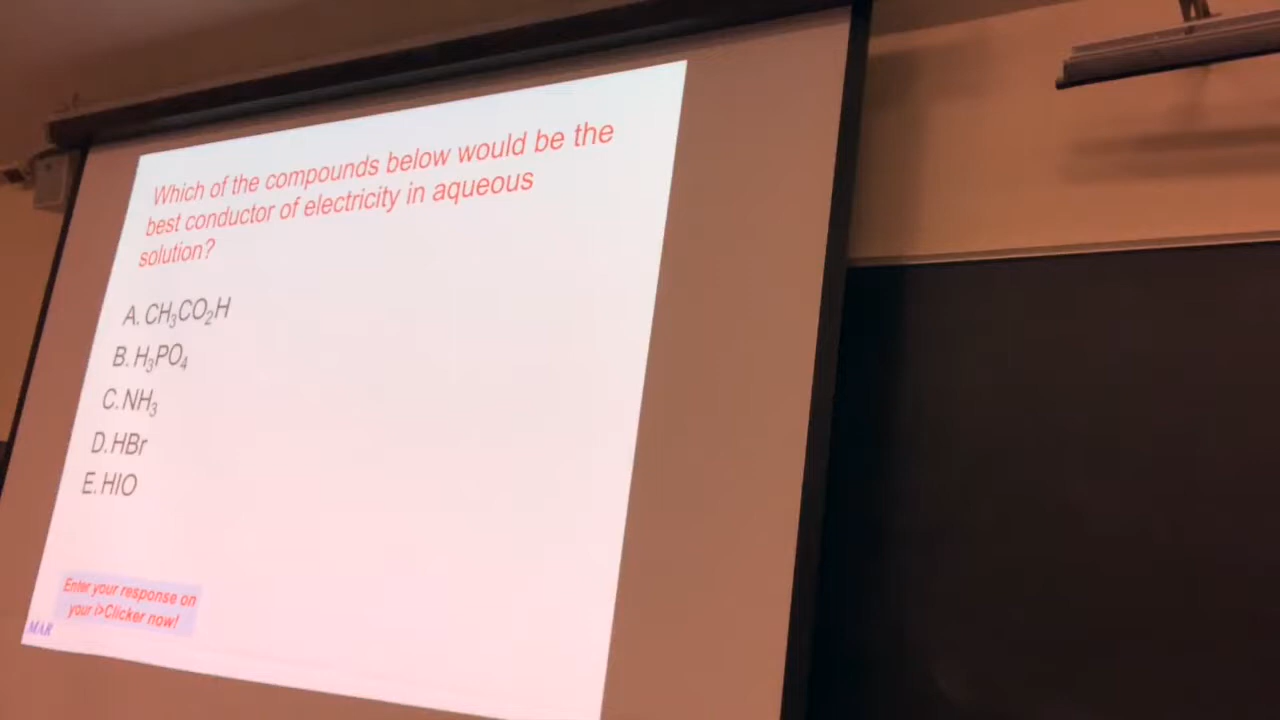 Which of the compounds below would be the
best conductor of electricity in aqueous
solution?
A. CH₃CO₂H
B. H₃PO₄
C. NH₃
D. HBr
E. HIO
Enter your response on
your i>Clicker now!
MAR